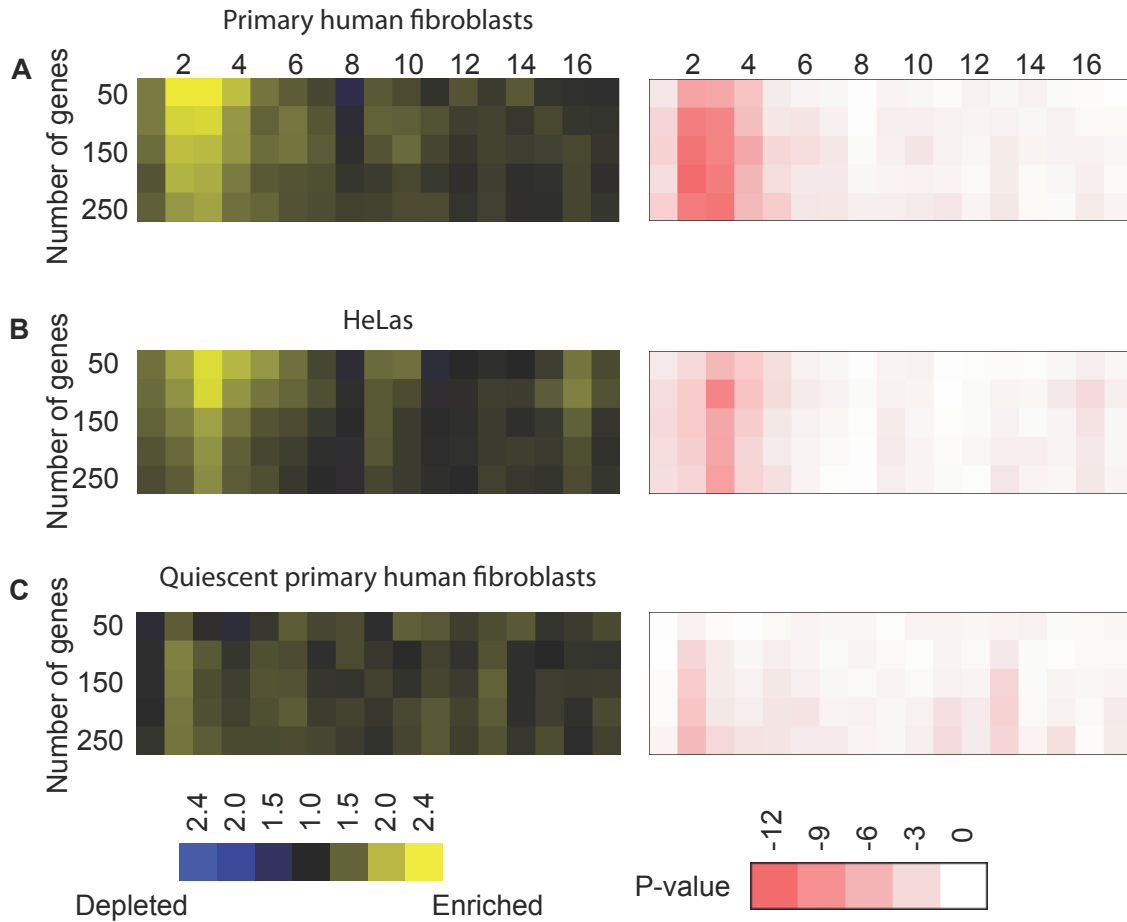 Primary human fibroblasts
A
2 4 6 8 10 12 14 16
2 4 6 8 10 12 14 16
Number of genes
50
150
250
B
HeLas
Number of genes
50
150
250
C
Quiescent primary human fibroblasts
Number of genes
50
150
250
2.4 2.0 1.5 1.0 1.5 2.0 2.4
Depleted Enriched
-12 -9 -6 -3 0
P-value